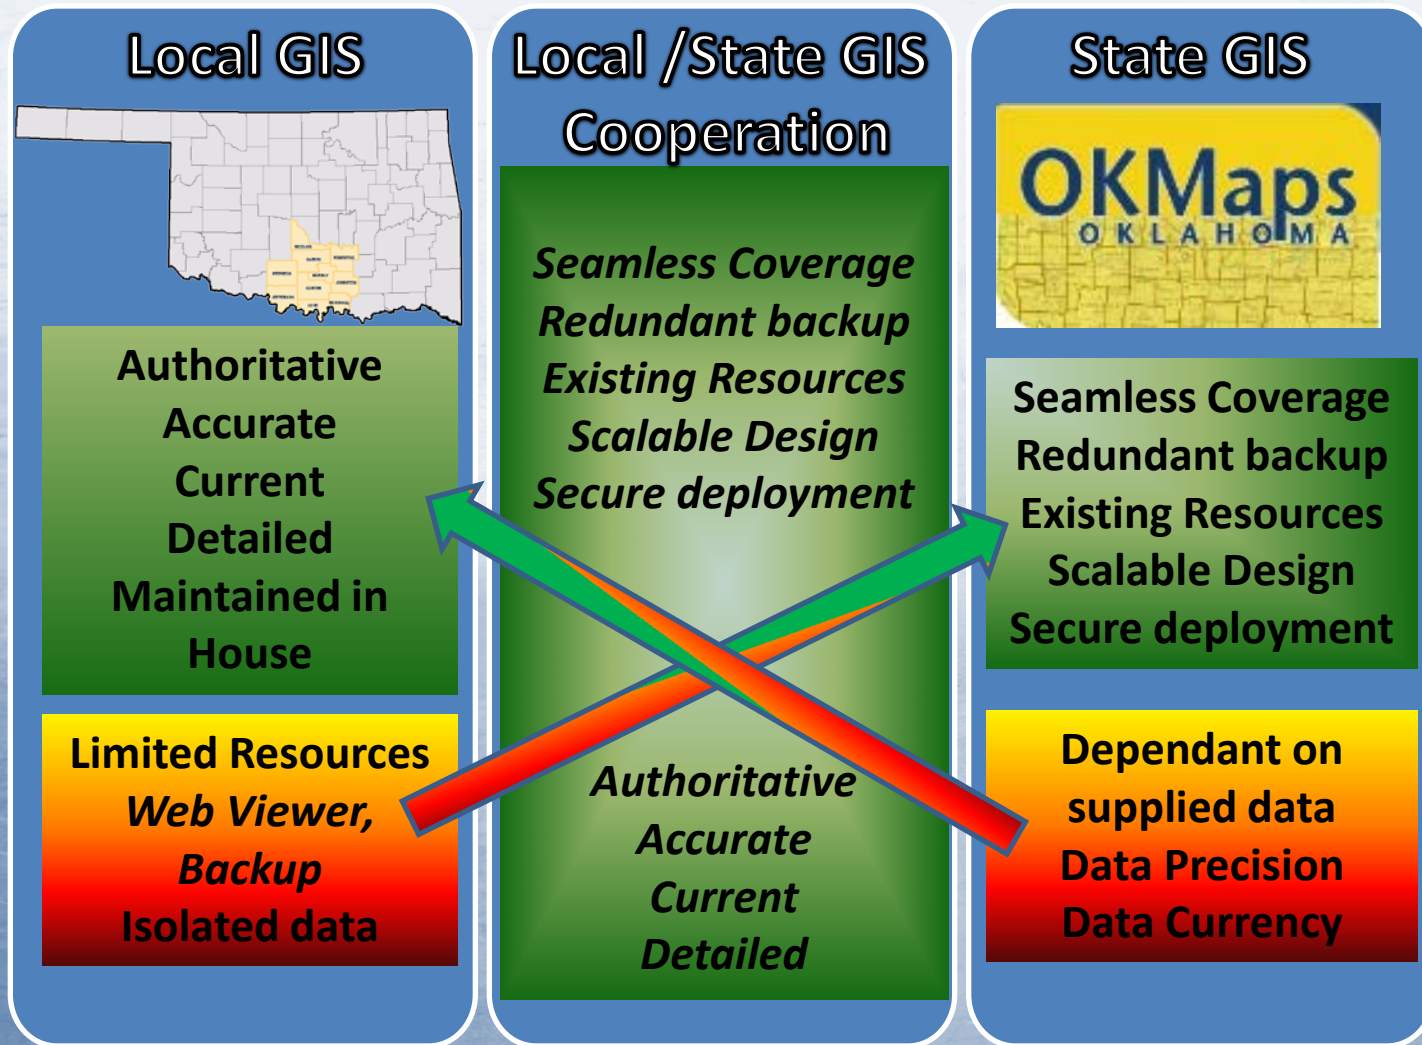 Local GIS
Authoritative
Accurate
Current
Detailed
Maintained in
House
Limited Resources
Web Viewer,
Backup
Isolated data
Local /State GIS
Cooperation
Seamless Coverage
Redundant backup
Existing Resources
Scalable Design
Secure deployment
Authoritative
Accurate
Current
Detailed
State GIS
OKMaps
OKLAHOMA
Seamless Coverage
Redundant backup
Existing Resources
Scalable Design
Secure deployment
Dependant on
supplied data
Data Precision
Data Currency